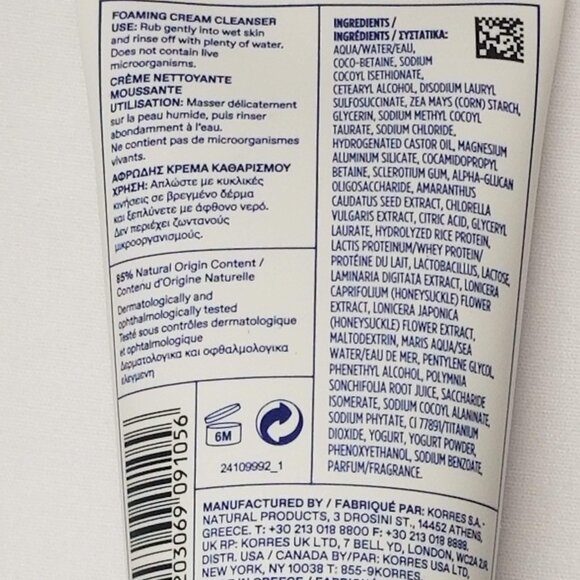 FOAMING CREAM CLEANSER
USE: Rub gently into wet skin
and rinse off with plenty of water.
Does not contain live
microorganisms.
CRÈME NETTOYANTE
MOUSSANTE
UTILISATION: Masser délicatement
sur la peau humide, puis rinser
abondamment à l'eau.
Ne contient pas de microorganismes
vivants.
ΑΦΡΩΔΗΣ ΚΡΕΜΑ ΚΑΘΑΡΙΣΜΟΥ
ΧΡΗΣΗ: Απλώστε με κυκλικές
κινήσεις σε βρεγμένο δέρμα
και ξεπλύνετε με άφθονο νερό.
Δεν περιέχει ζωντανούς
μικροοργανισμούς.
85% Natural Origin Content /
Contenu d'Origine Naturelle
Dermatologically and
ophthalmologically tested
Testé sous contrôles dermatologique
et ophtalmologique
Δερματολογικα και οφθαλμολογικα
ελεγμενη
INGREDIENTS /
INGRÉDIENTS / ΣΥΣΤΑΤΙΚΑ:
AQUA/WATER/EAU,
COCO-BETAINE, SODIUM
COCOYL ISETHIONATE,
CETEARYL ALCOHOL, DISODIUM LAURYL
SULFOSUCCINATE, ZEA MAYS (CORN) STARCH,
GLYCERIN, SODIUM METHYL COCOYL
TAURATE, SODIUM CHLORIDE,
HYDROGENATED CASTOR OIL, MAGNESIUM
ALUMINUM SILICATE, COCAMIDOPROPYL
BETAINE, SCLEROTIUM GUM, ALPHA-GLUCAN
OLIGOSACCHARIDE, AMARANTHUS
CAUDATUS SEED EXTRACT, CHLORELLA
VULGARIS EXTRACT, CITRIC ACID, GLYCERYL
LAURATE, HYDROLYZED RICE PROTEIN,
LACTIS PROTEINUM/WHEY PROTEIN/
PROTÉINE DU LAIT, LACTOBACILLUS, LACTOSE,
LAMINARIA DIGITATA EXTRACT, LONICERA
CAPRIFOLIUM (HONEYSUCKLE) FLOWER
EXTRACT, LONICERA JAPONICA
(HONEYSUCKLE) FLOWER EXTRACT,
MALTODEXTRIN, MARIS AQUA/SEA
WATER/EAU DE MER, PENTYLENE GLYCOL,
PHENETHYL ALCOHOL, POLYMNIA
SONCHIFOLIA ROOT JUICE, SACCHARIDE
ISOMERATE, SODIUM COCOYL ALANINATE,
SODIUM PHYTATE, CI 77891/TITANIUM
DIOXIDE, YOGURT, YOGURT POWDER,
PHENOXYETHANOL, SODIUM BENZOATE,
PARFUM/FRAGRANCE.
6M
24109992_1
203069 091056
MANUFACTURED BY / FABRIQUÉ PAR: KORRES S.A.-
NATURAL PRODUCTS, 3 DROSINI ST., 14452 ATHENS,
GREECE. T: +30 213 018 8800 F: +30 213 018 8998.
UK RP: KORRES UK LTD, 7 BELL YD, LONDON, WC2A 2JR
DISTR. USA / CANADA BY/PAR: KORRES USA LTD.
NEW YORK, NY 10038 T: 855-9KORRES